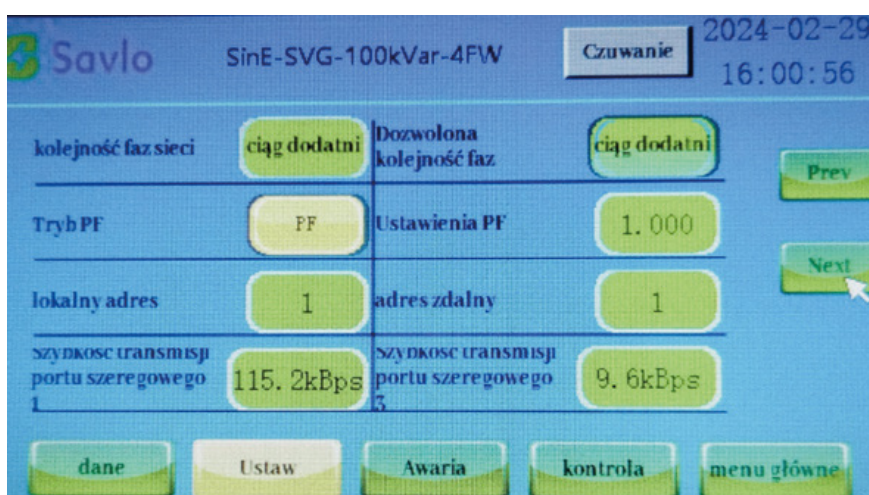 Savlo
SinE-SVG-100kVar-4FW
Czuwanie
2024-02-29
16:00:56
kolejność faz sieci
ciąg dodatni
Dozwolona
kolejność faz
ciąg dodatni
Prev
Tryb PF
PF
Ustawienia PF
1.000
Next
lokalny adres
1
adres zdalny
1
szybkość transmisji
portu szeregowego
1
115.2kBps
szybkość transmisji
portu szeregowego
3
9.6kBps
dane
Ustaw
Awaria
kontrola
menu główne